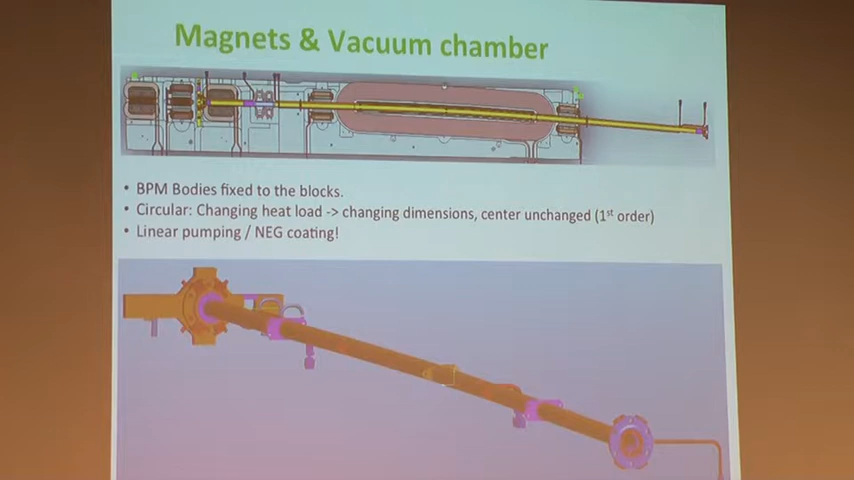 Magnets & Vacuum chamber
• BPM Bodies fixed to the blocks.
• Circular: Changing heat load -> changing dimensions, center unchanged (1st order)
• Linear pumping / NEG coating!